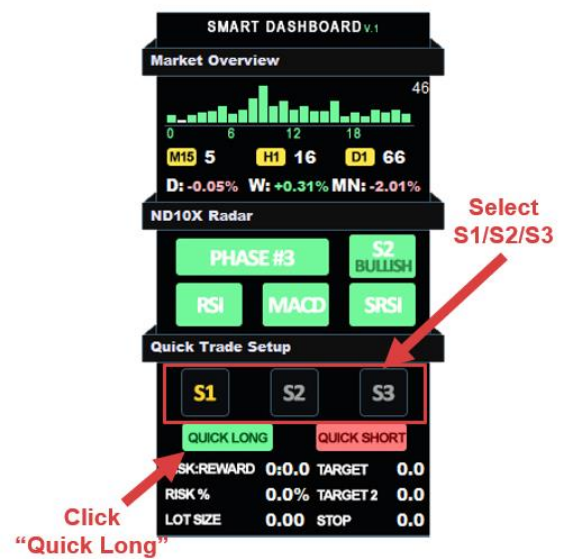 SMART DASHBOARD V.1
Market Overview
46
0 6 12 18
M15 5 H1 16 D1 66
D: -0.05% W: +0.31% MN: -2.01%
ND10X Radar
Select
S1/S2/S3
PHASE #3 S2
BULLISH
RSI MACD SRSI
Quick Trade Setup
S1 S2 S3
QUICK LONG QUICK SHORT
SK:REWARD 0:0.0 TARGET 0.0
RISK % 0.0% TARGET 2 0.0
LOT SIZE 0.00 STOP 0.0
Click
“Quick Long”